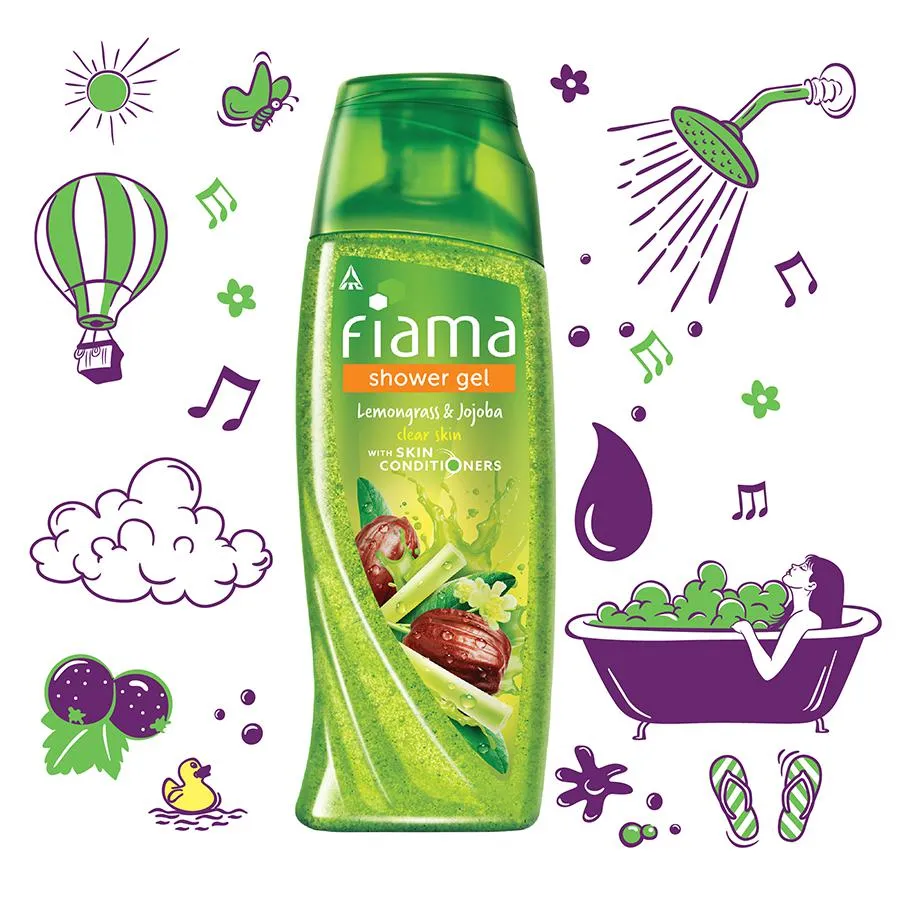 fiama
shower gel
Lemongrass & Jojoba
clear skin
WITH SKIN
CONDITIONERS